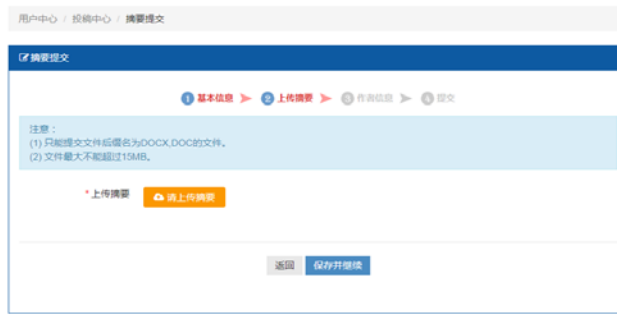 用户中心 / 投稿中心 / 摘要提交
摘要提交
1 基本信息 2 上传摘要 3 作者信息 4 提交
注意：
(1) 只能提交文件后缀名为DOCX,DOC的文件。
(2) 文件最大不能超过15MB。
*上传摘要 请上传摘要
返回 保存并继续